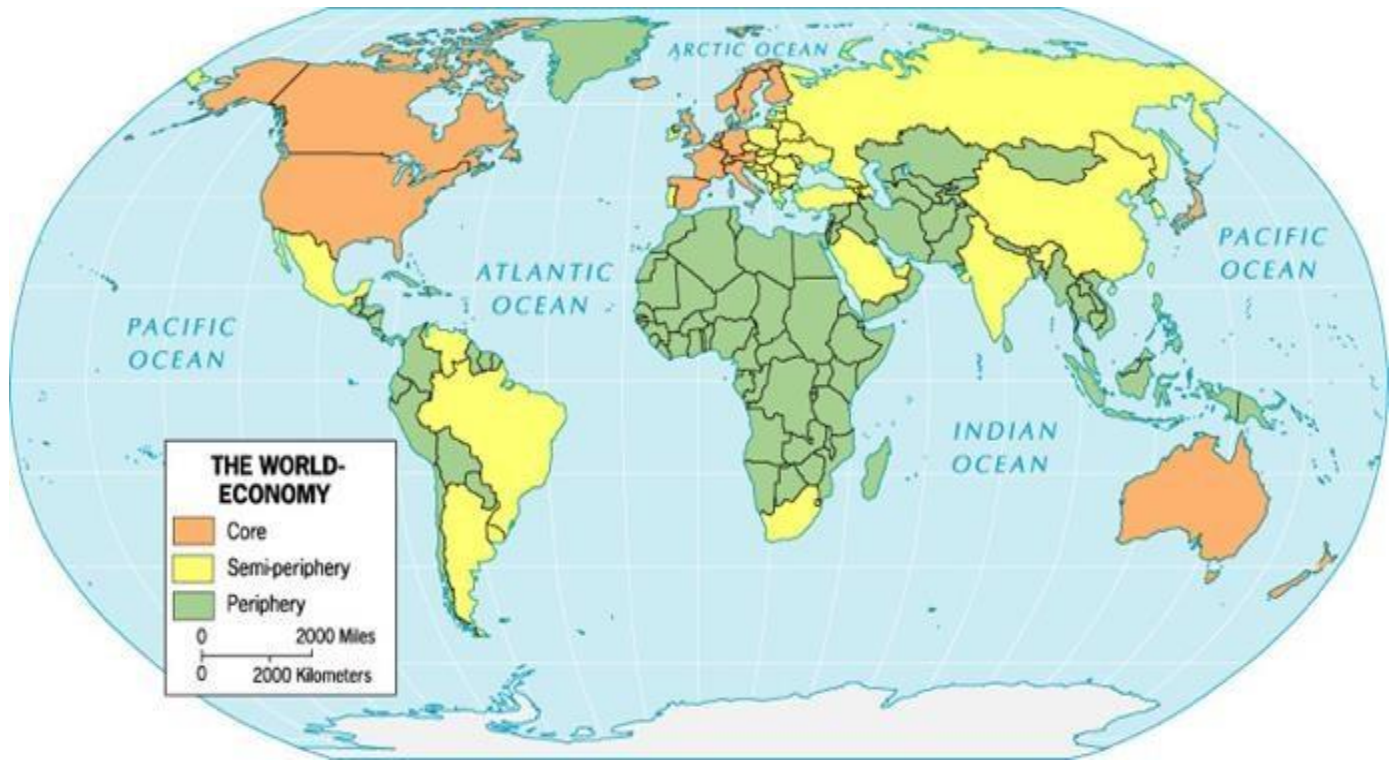 ARCTIC OCEAN
ATLANTIC
OCEAN
PACIFIC
OCEAN
PACIFIC
OCEAN
INDIAN
OCEAN
THE WORLD-
ECONOMY
Core
Semi-periphery
Periphery
0 2000 Miles
0 2000 Kilometers